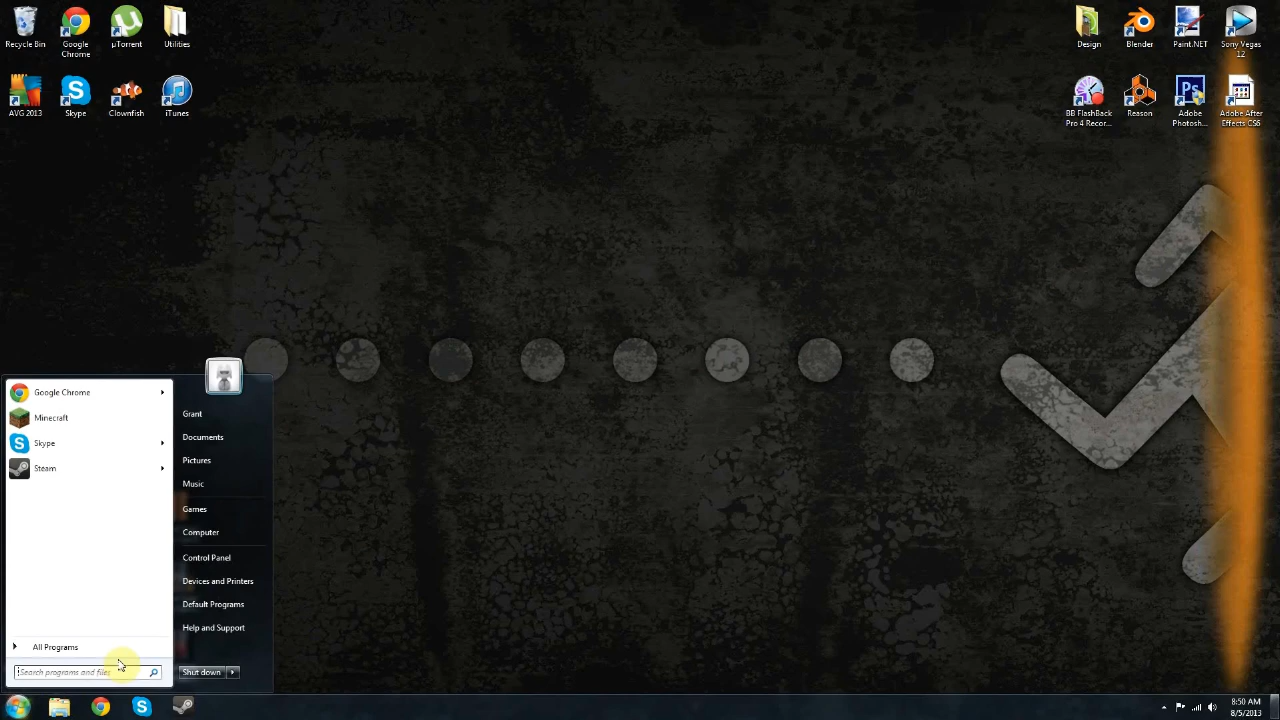 Recycle Bin
Google
Chrome
µTorrent
Utilities
AVG 2013
Skype
Clownfish
iTunes
Design
Blender
Paint.NET
Sony Vegas
12
BB FlashBack
Pro 4 Recor...
Reason
Adobe
Photosh...
Adobe After
Effects CS6
Google Chrome
Minecraft
Skype
Steam
All Programs
Search programs and files
Grant
Documents
Pictures
Music
Games
Computer
Control Panel
Devices and Printers
Default Programs
Help and Support
Shut down
8:50 AM
8/5/2013